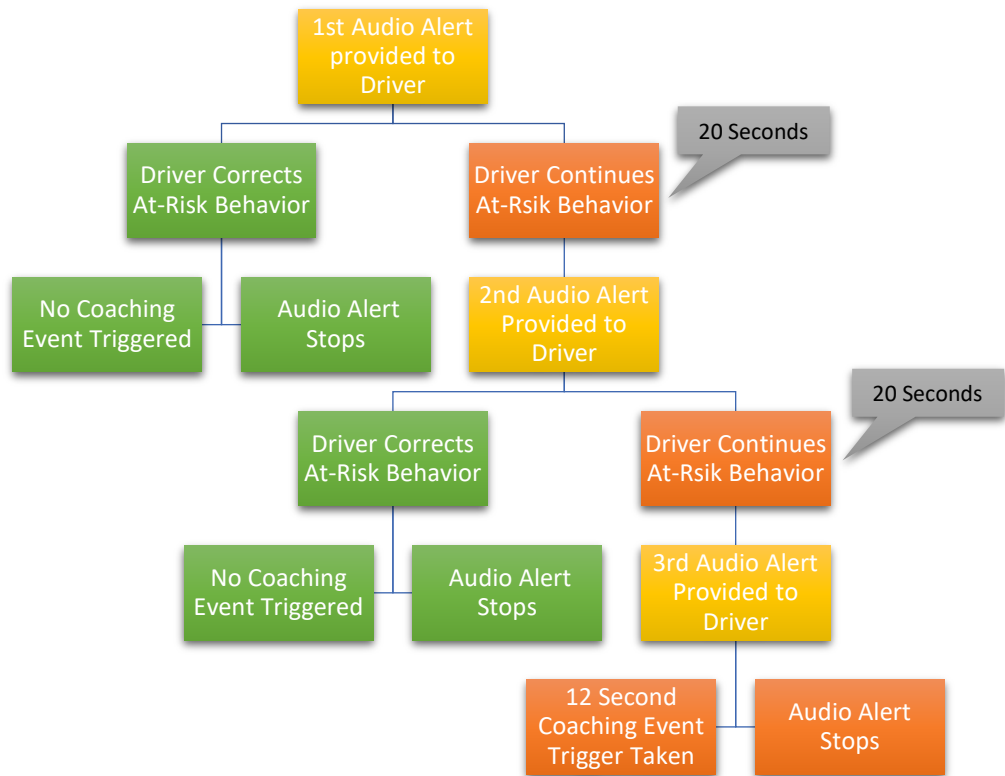 1st Audio Alert
provided to
Driver
20 Seconds
Driver Corrects
At-Risk Behavior
Driver Continues
At-Rsik Behavior
No Coaching
Event Triggered
Audio Alert
Stops
2nd Audio Alert
Provided to
Driver
20 Seconds
Driver Corrects
At-Risk Behavior
Driver Continues
At-Rsik Behavior
No Coaching
Event Triggered
Audio Alert
Stops
3rd Audio Alert
Provided to
Driver
12 Second
Coaching Event
Trigger Taken
Audio Alert
Stops